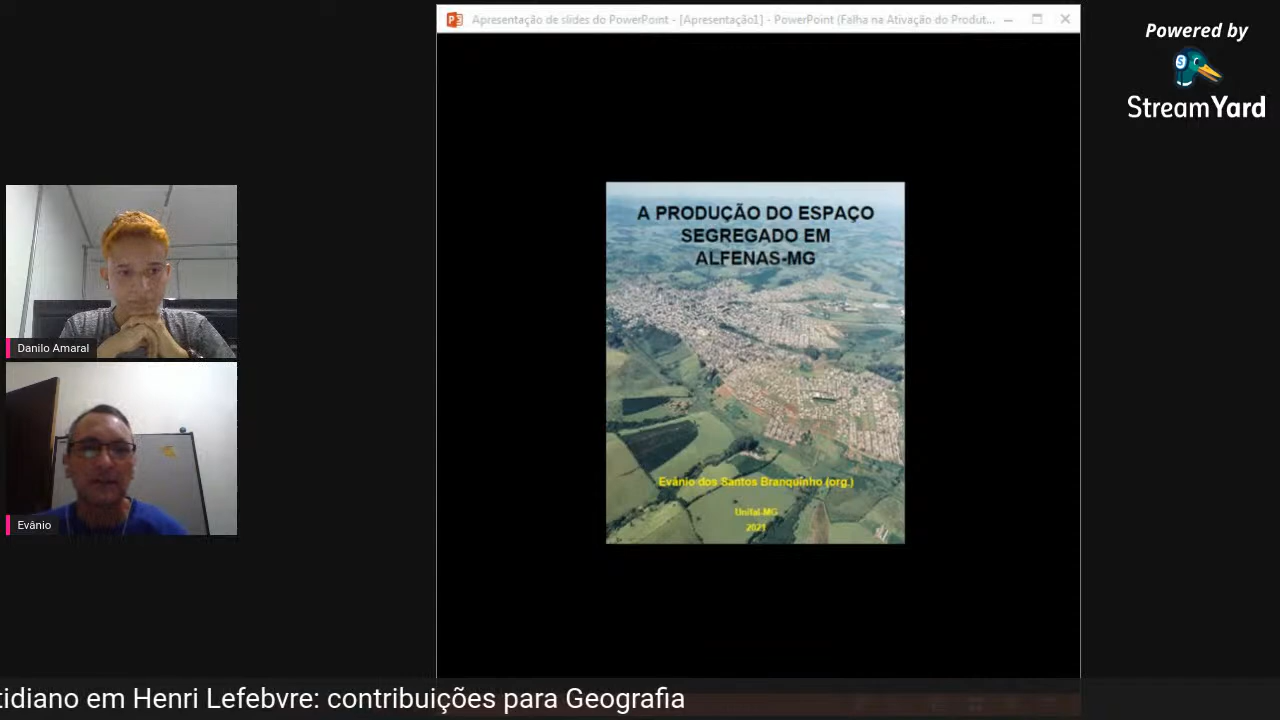 Apresentação de slides do PowerPoint - [Apresentação1] - PowerPoint (Falha na Ativação do Produt...
Powered by
StreamYard
A PRODUÇÃO DO ESPAÇO
SEGREGADO EM
ALFENAS-MG
Evânio dos Santos Branquinho (org.)
Unifal-MG
2021
Danilo Amaral
Evânio
tidiano em Henri Lefebvre: contribuições para Geografia